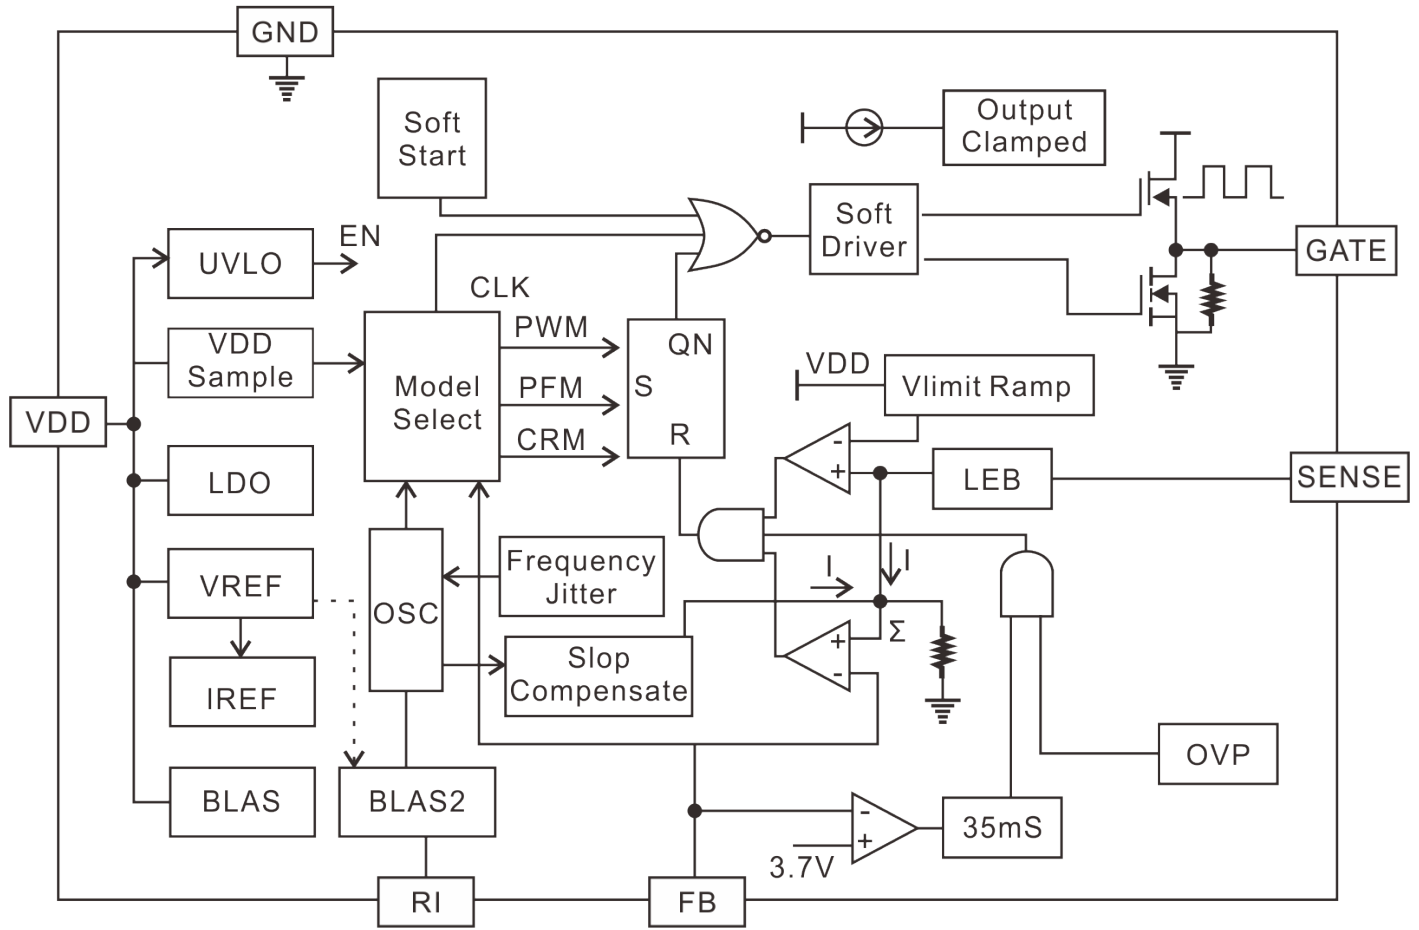 GND
Soft
Start
Output
Clamped
Soft
Driver
EN
UVLO
GATE
CLK
PWM
QN
VDD
Sample
Model
Select
PFM
S
VDD
Vlimit Ramp
VDD
CRM
R
-
+
LEB
SENSE
LDO
Frequency
Jitter
I
I
VREF
OSC
Σ
+
-
Slop
Compensate
IREF
OVP
BLAS
BLAS2
-
+
3.7V
35mS
RI
FB